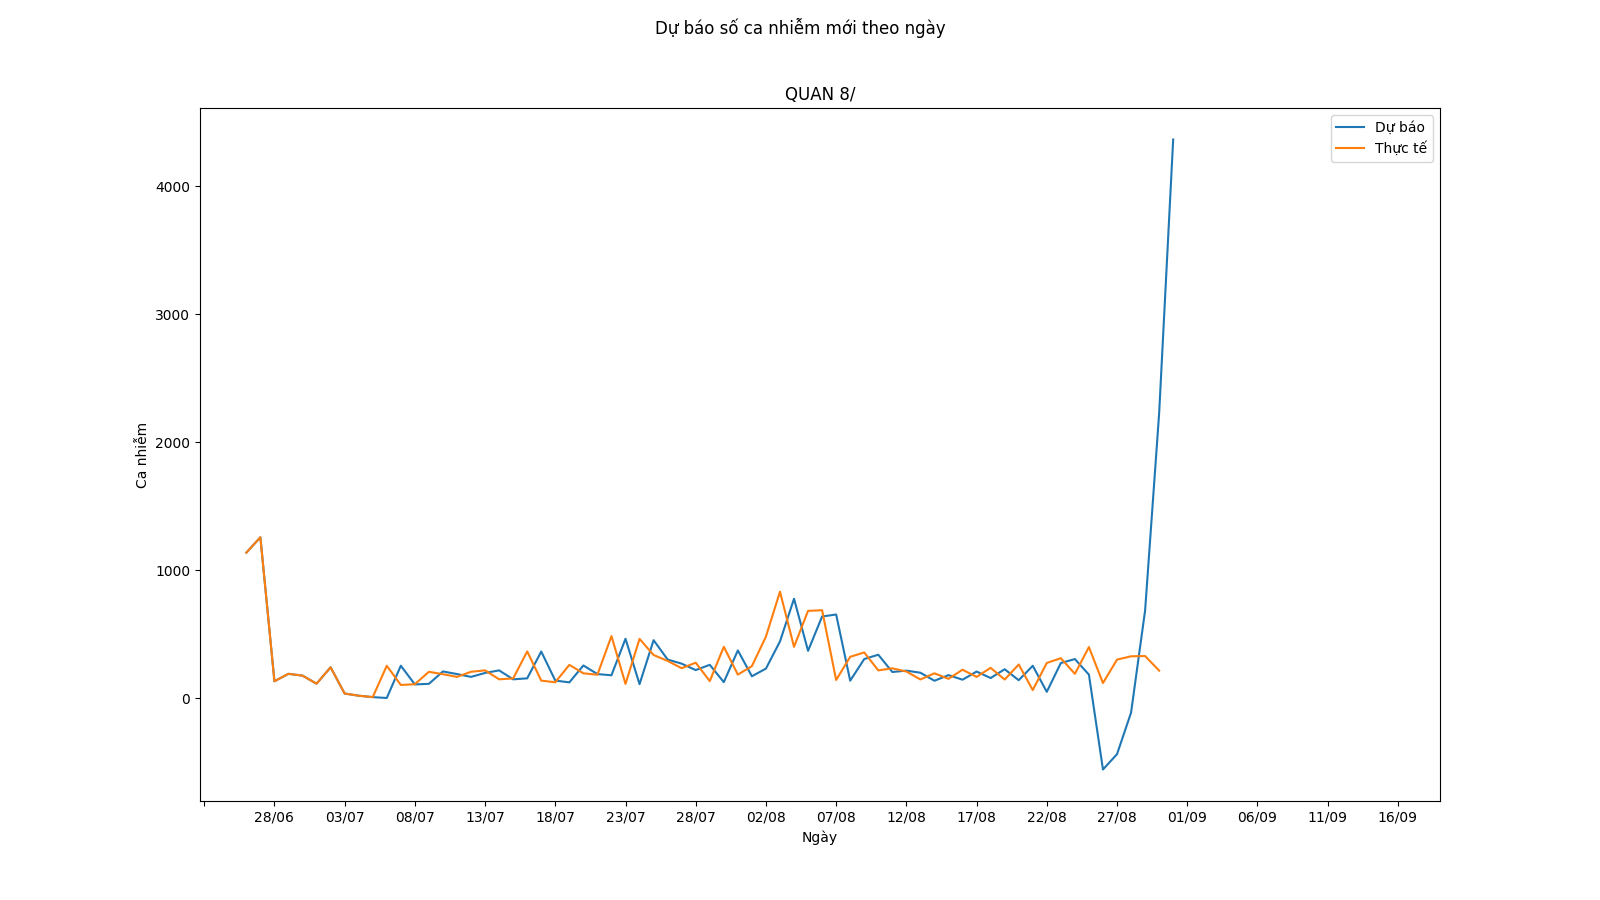 Dự báo số ca nhiễm mới theo ngày
QUAN 8/
Dự báo
Thực tế
4000
3000
2000
1000
0
Ca nhiễm
28/06 03/07 08/07 13/07 18/07 23/07 28/07 02/08 07/08 12/08 17/08 22/08 27/08 01/09 06/09 11/09 16/09
Ngày